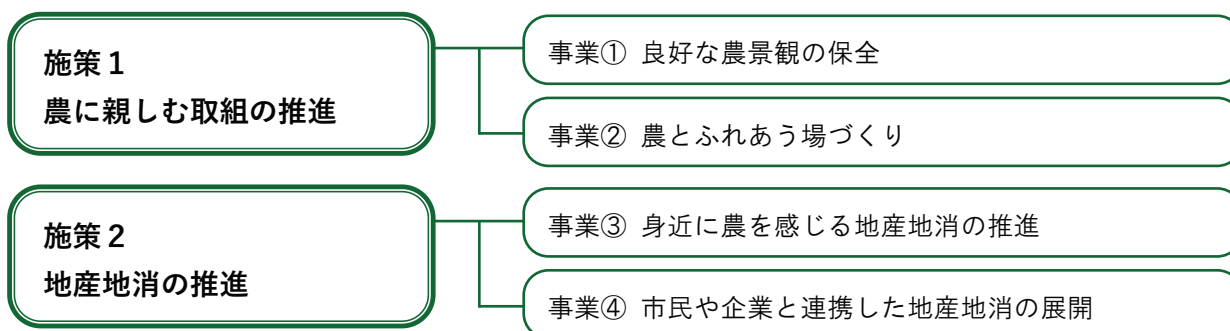 施策１
農に親しむ取組の推進
事業① 良好な農景観の保全
事業② 農とふれあう場づくり
施策２
地産地消の推進
事業③ 身近に農を感じる地産地消の推進
事業④ 市民や企業と連携した地産地消の展開